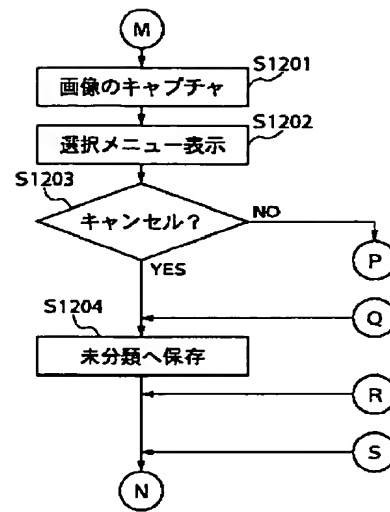 M
S1201
画像のキャプチャ
S1202
選択メニュー表示
S1203
キャンセル？
NO
P
YES
Q
S1204
未分類へ保存
R
S
N